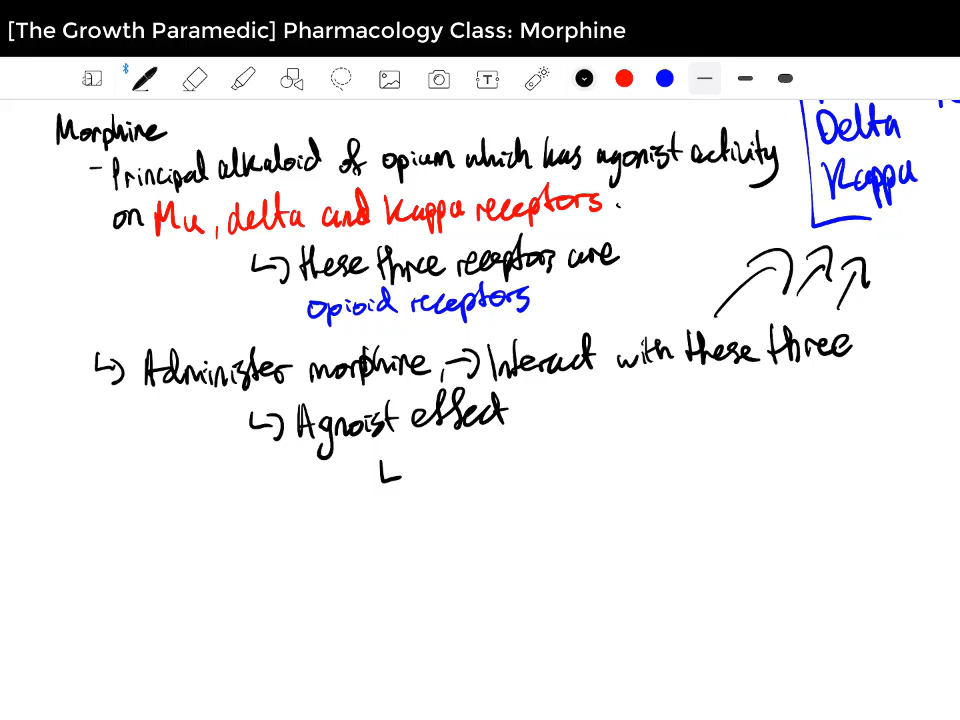 [The Growth Paramedic] Pharmacology Class: Morphine
Morphine
- Principal alkaloid of opium which has agonist activity
on Mu, delta and Kappa receptors.
Delta
Kappa
↳ these three receptors are
opioid receptors
↳ Administer morphine, → Interact with these three
↳ Agnoist effect